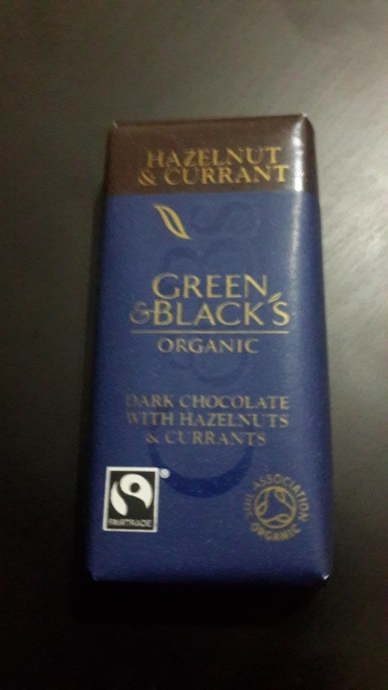 HAZELNUT
& CURRANT
GREEN
&BLACK'S
ORGANIC
DARK CHOCOLATE
WITH HAZELNUTS
& CURRANTS
FAIRTRADE
®
SOIL ASSOCIATION
ORGANIC